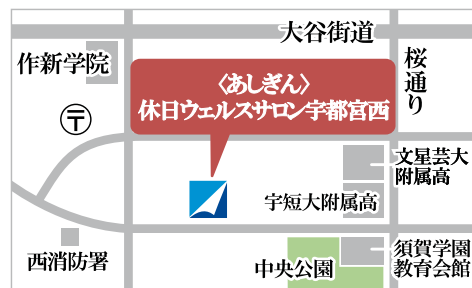 大谷街道
作新学院
桜通り
〈あしぎん〉
休日ウェルスサロン宇都宮西
〒
文星芸大
附属高
宇短大附属高
西消防署
中央公園
須賀学園
教育会館